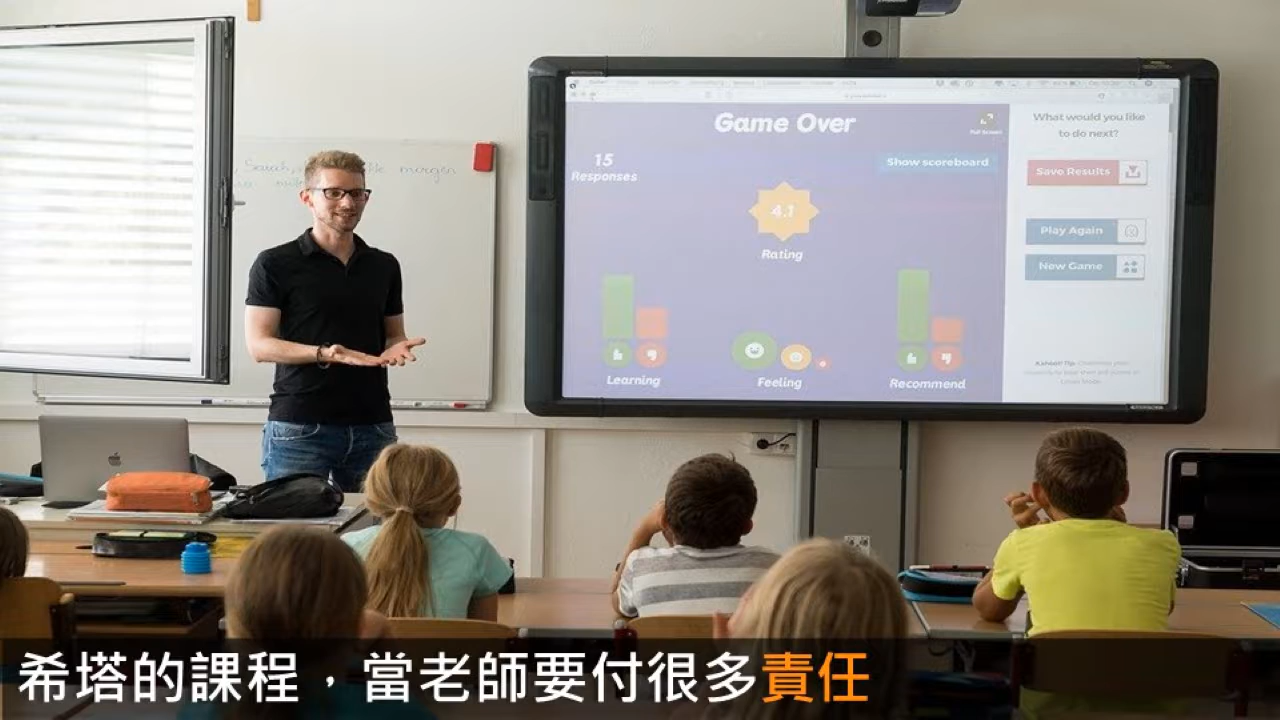 Game Over
Full Screen
15
Responses
Show scoreboard
4.1
Rating
Learning
Feeling
Recommend
What would you like
to do next?
Save Results
Play Again
New Game
希塔的課程，當老師要付很多責任